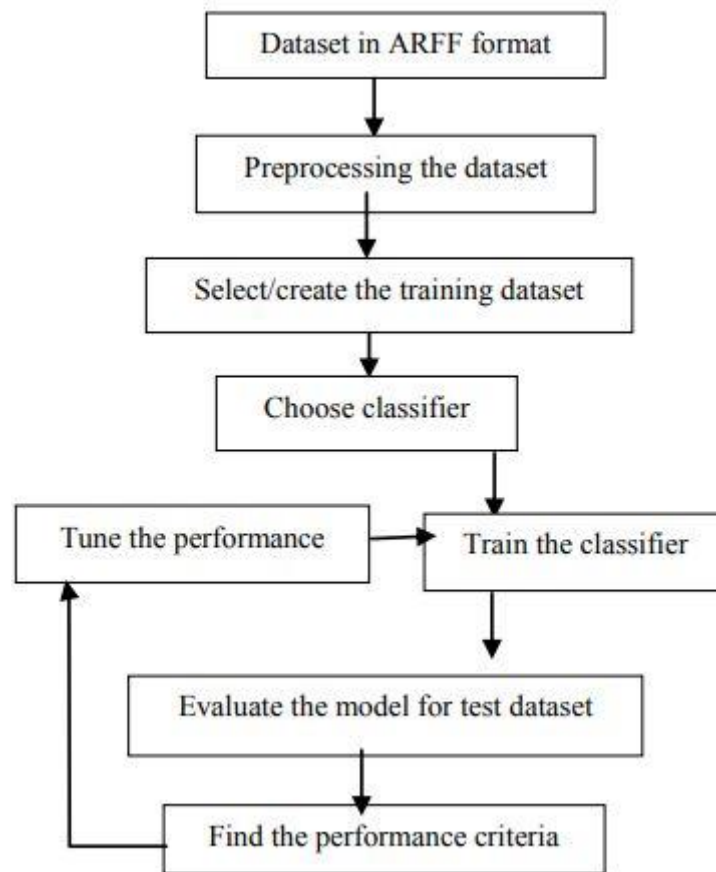 Dataset in ARFF format
Preprocessing the dataset
Select/create the training dataset
Choose classifier
Tune the performance
Train the classifier
Evaluate the model for test dataset
Find the performance criteria